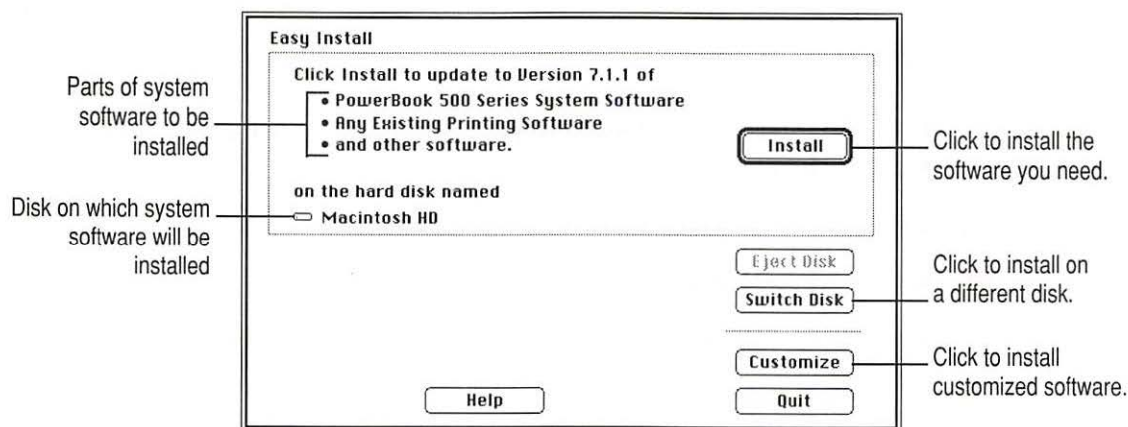 Easy Install
Click Install to update to Version 7.1.1 of
• PowerBook 500 Series System Software
• Any Existing Printing Software
• and other software.
Install
on the hard disk named
Macintosh HD
Eject Disk
Switch Disk
Customize
Help
Quit
Parts of system
software to be
installed
Disk on which system
software will be
installed
Click to install the
software you need.
Click to install on
a different disk.
Click to install
customized software.